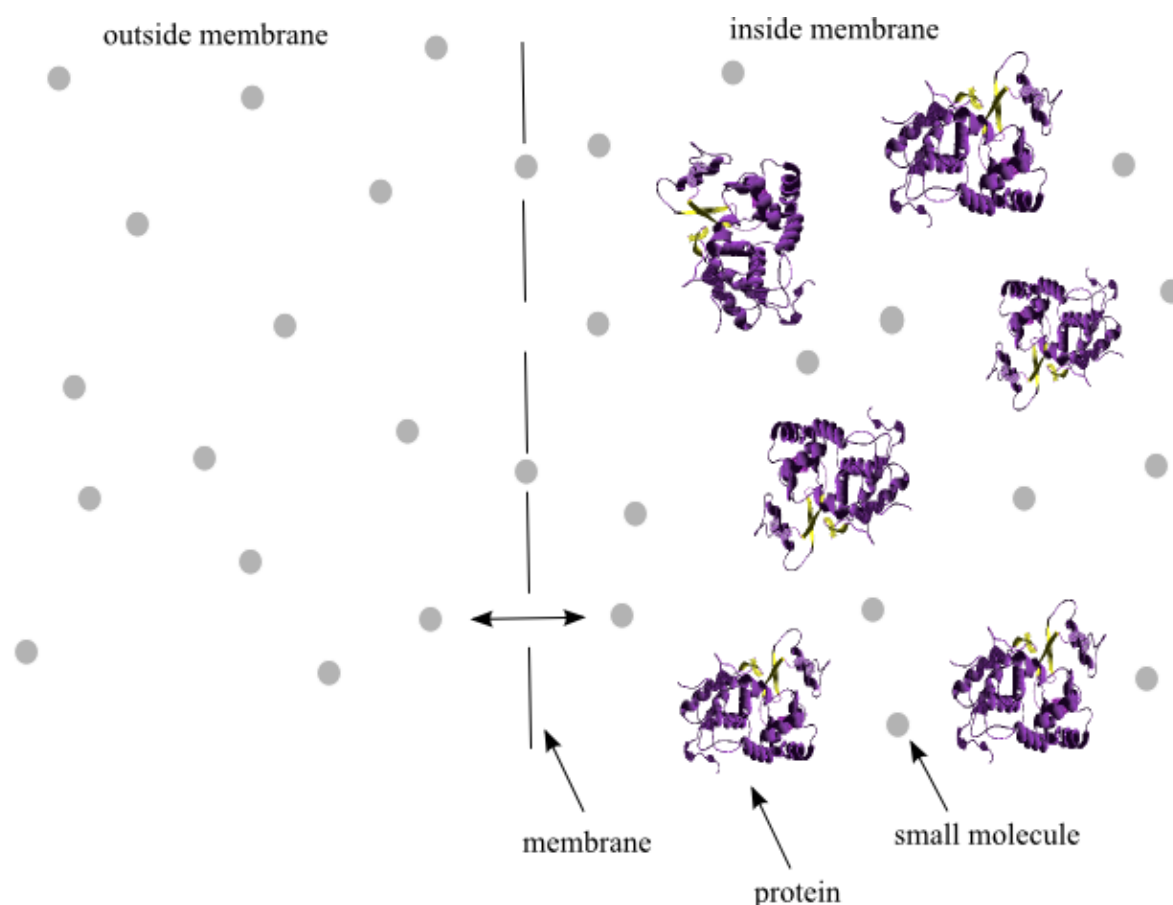 outside membrane
inside membrane
small molecule
membrane
protein